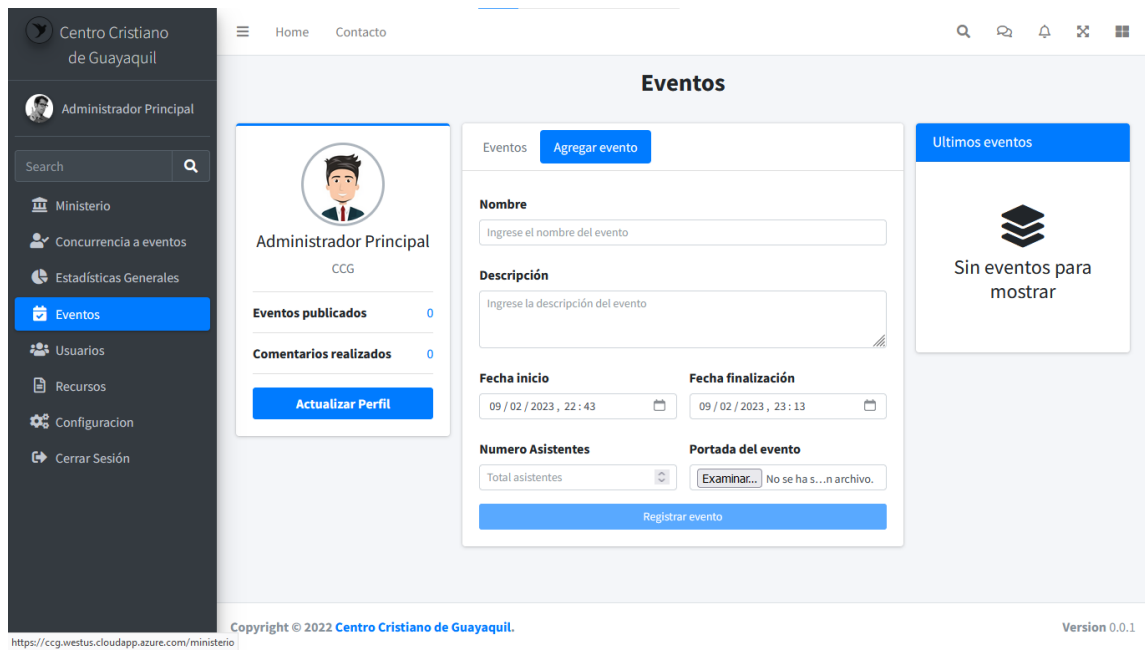 Centro Cristiano
de Guayaquil
Home
Contacto
Administrador Principal
Search
Ministerio
Concurrencia a eventos
Estadísticas Generales
Eventos
Usuarios
Recursos
Configuracion
Cerrar Sesión
Eventos
Administrador Principal
CCG
Eventos publicados 0
Comentarios realizados 0
Actualizar Perfil
Eventos
Agregar evento
Nombre
Ingrese el nombre del evento
Descripción
Ingrese la descripción del evento
Fecha inicio
09 / 02 / 2023 , 22 : 43
Fecha finalización
09 / 02 / 2023 , 23 : 13
Numero Asistentes
Total asistentes
Portada del evento
Examinar... No se ha s...n archivo.
Registrar evento
Ultimos eventos
Sin eventos para
mostrar
Copyright © 2022 Centro Cristiano de Guayaquil.
Version 0.0.1
https://ccg.westus.cloudapp.azure.com/ministerio